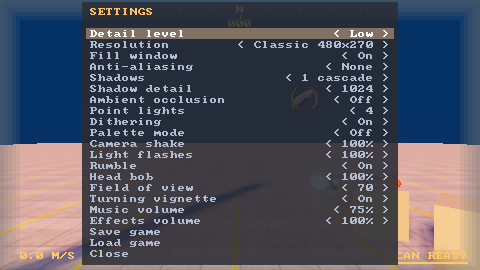 SETTINGS
N
000
Detail level < Low >
Resolution < Classic 480x270 >
Fill window < On >
Anti-aliasing < None >
Shadows < 1 cascade >
Shadow detail < 1024 >
Ambient occlusion < Off >
Point lights < 4 >
Dithering < On >
Palette mode < Off >
Camera shake < 100% >
Light flashes < 100% >
Rumble < On >
Head bob < 100% >
Field of view < 70 >
Turning vignette < On >
Music volume < 75% >
Effects volume < 100% >
Save game
Load game
Close
0.0 M/S
CAN READY